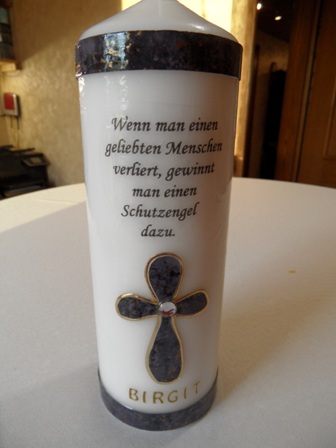 Wenn man einen
geliebten Menschen
verliert, gewinnt
man einen
Schutzengel
dazu.
BIRGIT